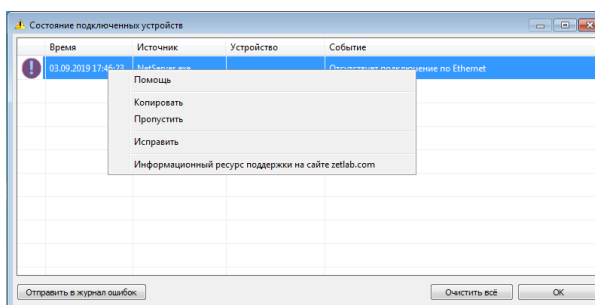 Состояние подключенных устройств
Время Источник Устройство Событие
03.09.2019 17:46:23 NetServer.exe Отсутствует подключение по Ethernet
Помощь
Копировать
Пропустить
Исправить
Информационный ресурс поддержки на сайте zetlab.com
Отправить в журнал ошибок Очистить всё OK